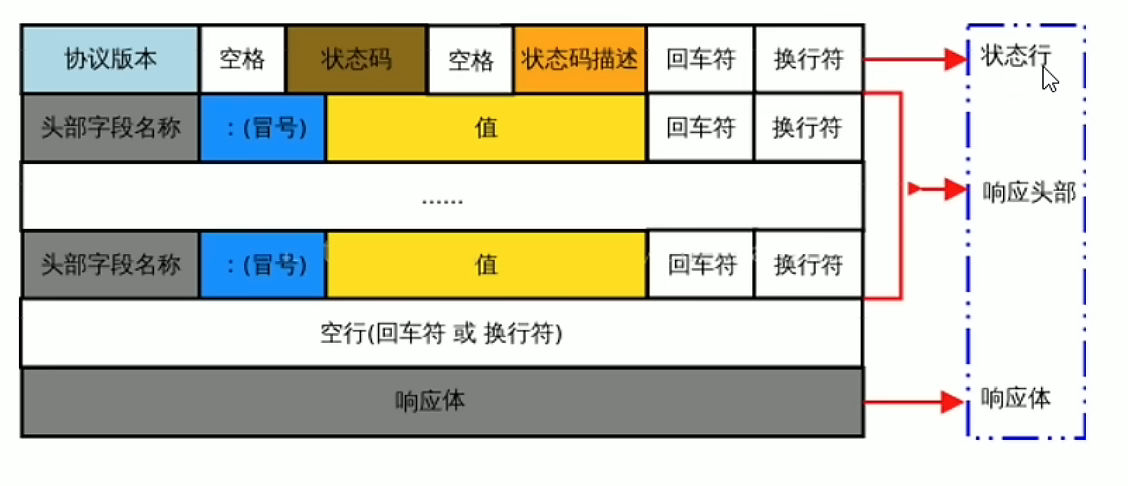 协议版本 空格 状态码 空格 状态码描述 回车符 换行符 状态行
头部字段名称 ：(冒号) 值 回车符 换行符
响应头部
......
头部字段名称 ：(冒号) 值 回车符 换行符
空行(回车符 或 换行符)
响应体 响应体